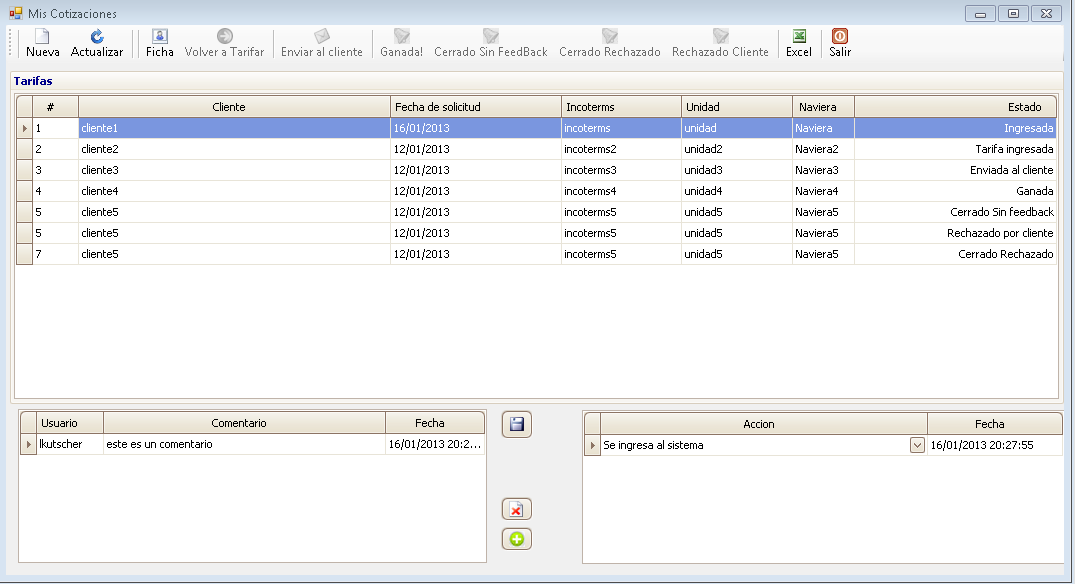 Mis Cotizaciones
Nueva Actualizar Ficha Volver a Tarifar Enviar al cliente Ganada! Cerrado Sin FeedBack Cerrado Rechazado Rechazado Cliente Excel Salir
Tarifas
# Cliente Fecha de solicitud Incoterms Unidad Naviera Estado
1 cliente1 16/01/2013 incoterms unidad Naviera Ingresada
2 cliente2 12/01/2013 incoterms2 unidad2 Naviera2 Tarifa ingresada
3 cliente3 12/01/2013 incoterms3 unidad3 Naviera3 Enviada al cliente
4 cliente4 12/01/2013 incoterms4 unidad4 Naviera4 Ganada
5 cliente5 12/01/2013 incoterms5 unidad5 Naviera5 Cerrado Sin feedback
5 cliente5 12/01/2013 incoterms5 unidad5 Naviera5 Rechazado por cliente
7 cliente5 12/01/2013 incoterms5 unidad5 Naviera5 Cerrado Rechazado
Usuario Comentario Fecha
lkutscher este es un comentario 16/01/2013 20:2...
Accion Fecha
Se ingresa al sistema 16/01/2013 20:27:55